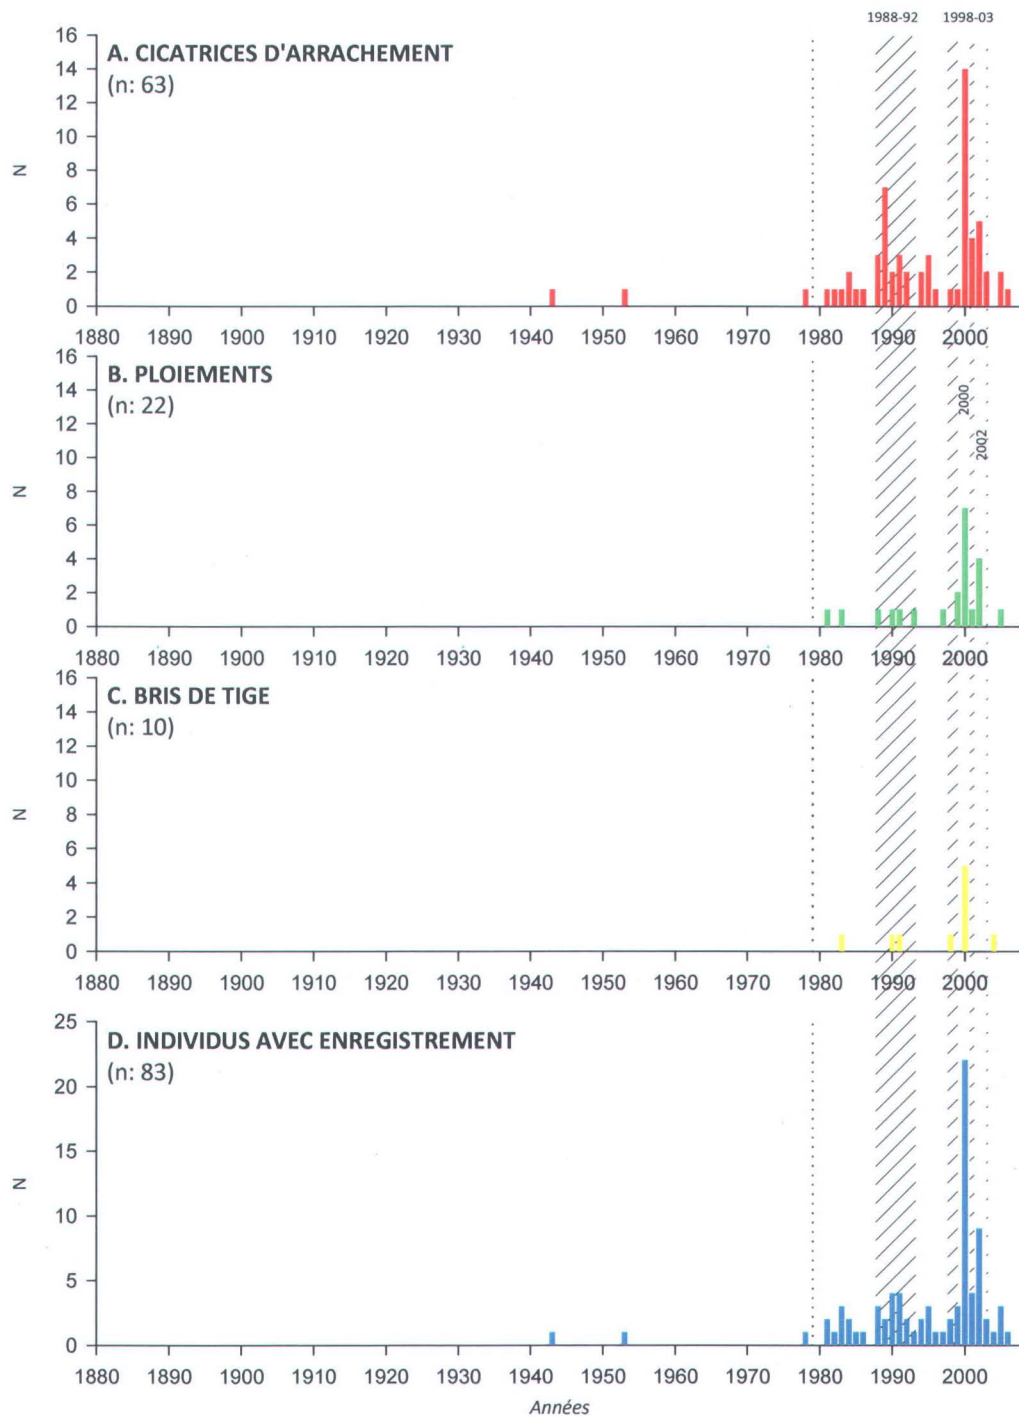 1988-92 1998-03
A. CICATRICES D'ARRACHEMENT
(n: 63)
16
14
12
10
8
6
4
2
0
N
1880 1890 1900 1910 1920 1930 1940 1950 1960 1970 1980 1990 2000
B. PLOIEMENTS
(n: 22)
16
14
12
10
8
6
4
2
0
N
2000
2002
1880 1890 1900 1910 1920 1930 1940 1950 1960 1970 1980 1990 2000
C. BRIS DE TIGE
(n: 10)
16
14
12
10
8
6
4
2
0
N
1880 1890 1900 1910 1920 1930 1940 1950 1960 1970 1980 1990 2000
D. INDIVIDUS AVEC ENREGISTREMENT
(n: 83)
25
20
15
10
5
0
N
1880 1890 1900 1910 1920 1930 1940 1950 1960 1970 1980 1990 2000
Années